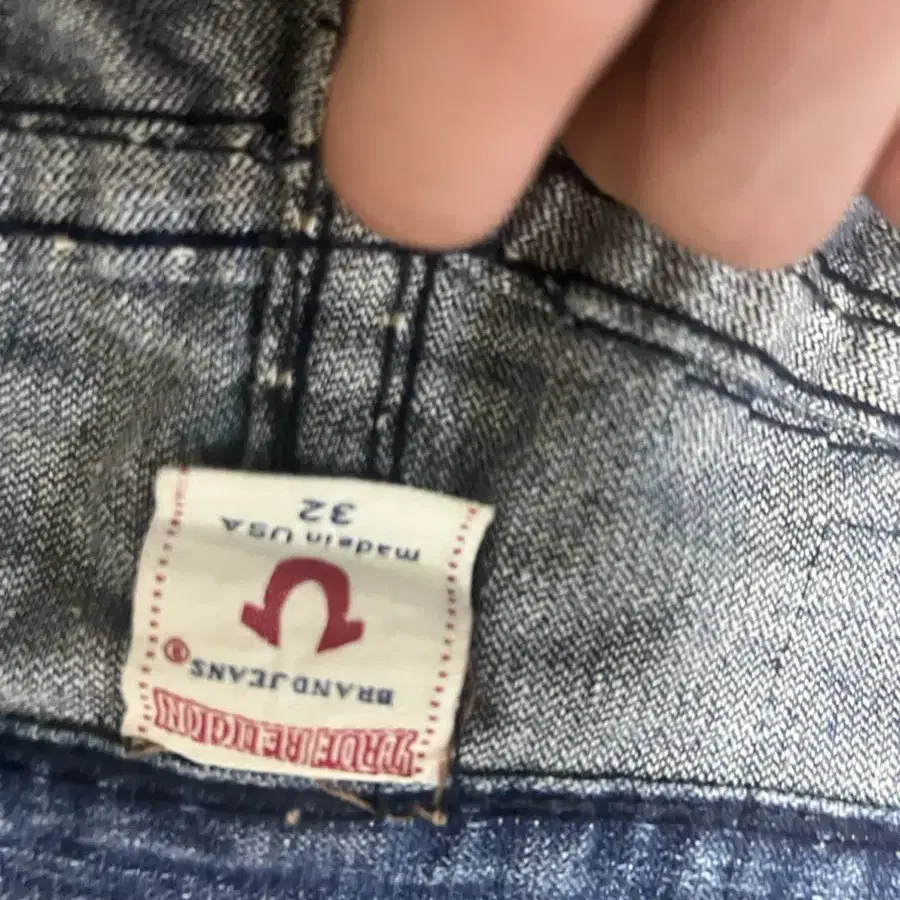 TRUE RELIGION
BRAND JEANS ®
made in USA
32